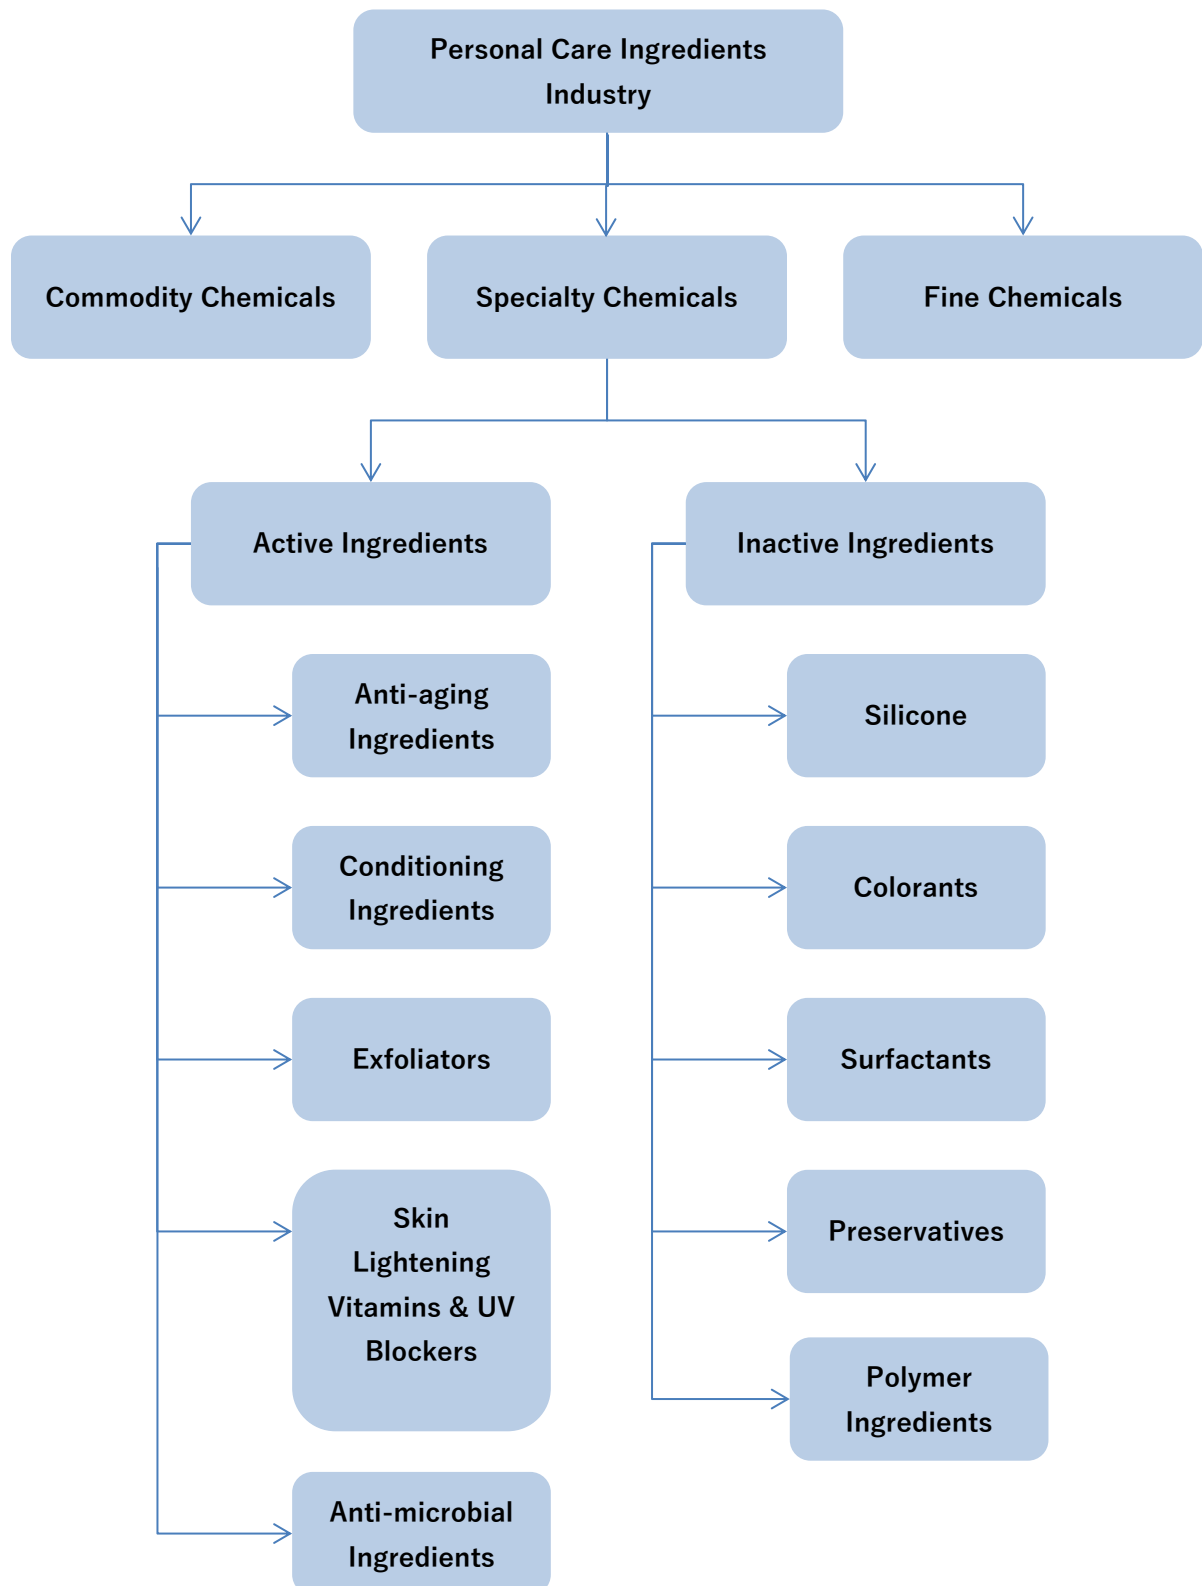 Personal Care Ingredients
Industry
Commodity Chemicals
Specialty Chemicals
Fine Chemicals
Active Ingredients
Inactive Ingredients
Anti-aging
Ingredients
Silicone
Conditioning
Ingredients
Colorants
Exfoliators
Surfactants
Skin
Lightening
Vitamins & UV
Blockers
Preservatives
Polymer
Ingredients
Anti-microbial
Ingredients